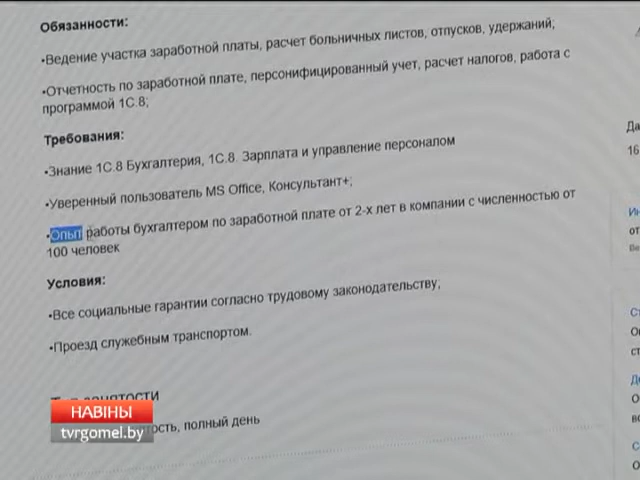 Обязанности:
•Ведение участка заработной платы, расчет больничных листов, отпусков, удержаний;
•Отчетность по заработной плате, персонифицированный учет, расчет налогов, работа с
программой 1С.8;
Требования:
•Знание 1С.8 Бухгалтерия, 1С.8. Зарплата и управление персоналом
•Уверенный пользователь MS Office, Консультант+;
•Опыт работы бухгалтером по заработной плате от 2-х лет в компании с численностью от
100 человек
Условия:
•Все социальные гарантии согласно трудовому законодательству;
•Проезд служебным транспортом.
полный день
НАВІНЫ
tvrgomel.by
Да
16
от